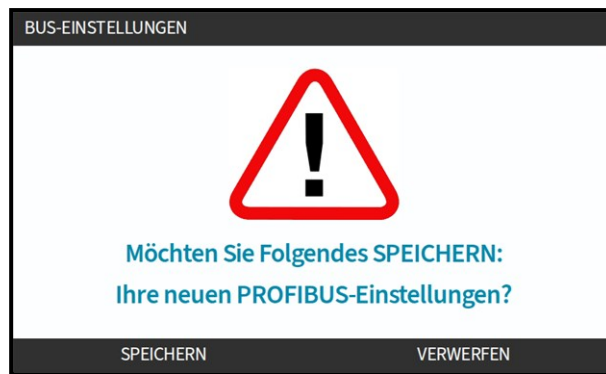 BUS-EINSTELLUNGEN
!
Möchten Sie Folgendes SPEICHERN:
Ihre neuen PROFIBUS-Einstellungen?
SPEICHERN
VERWERFEN